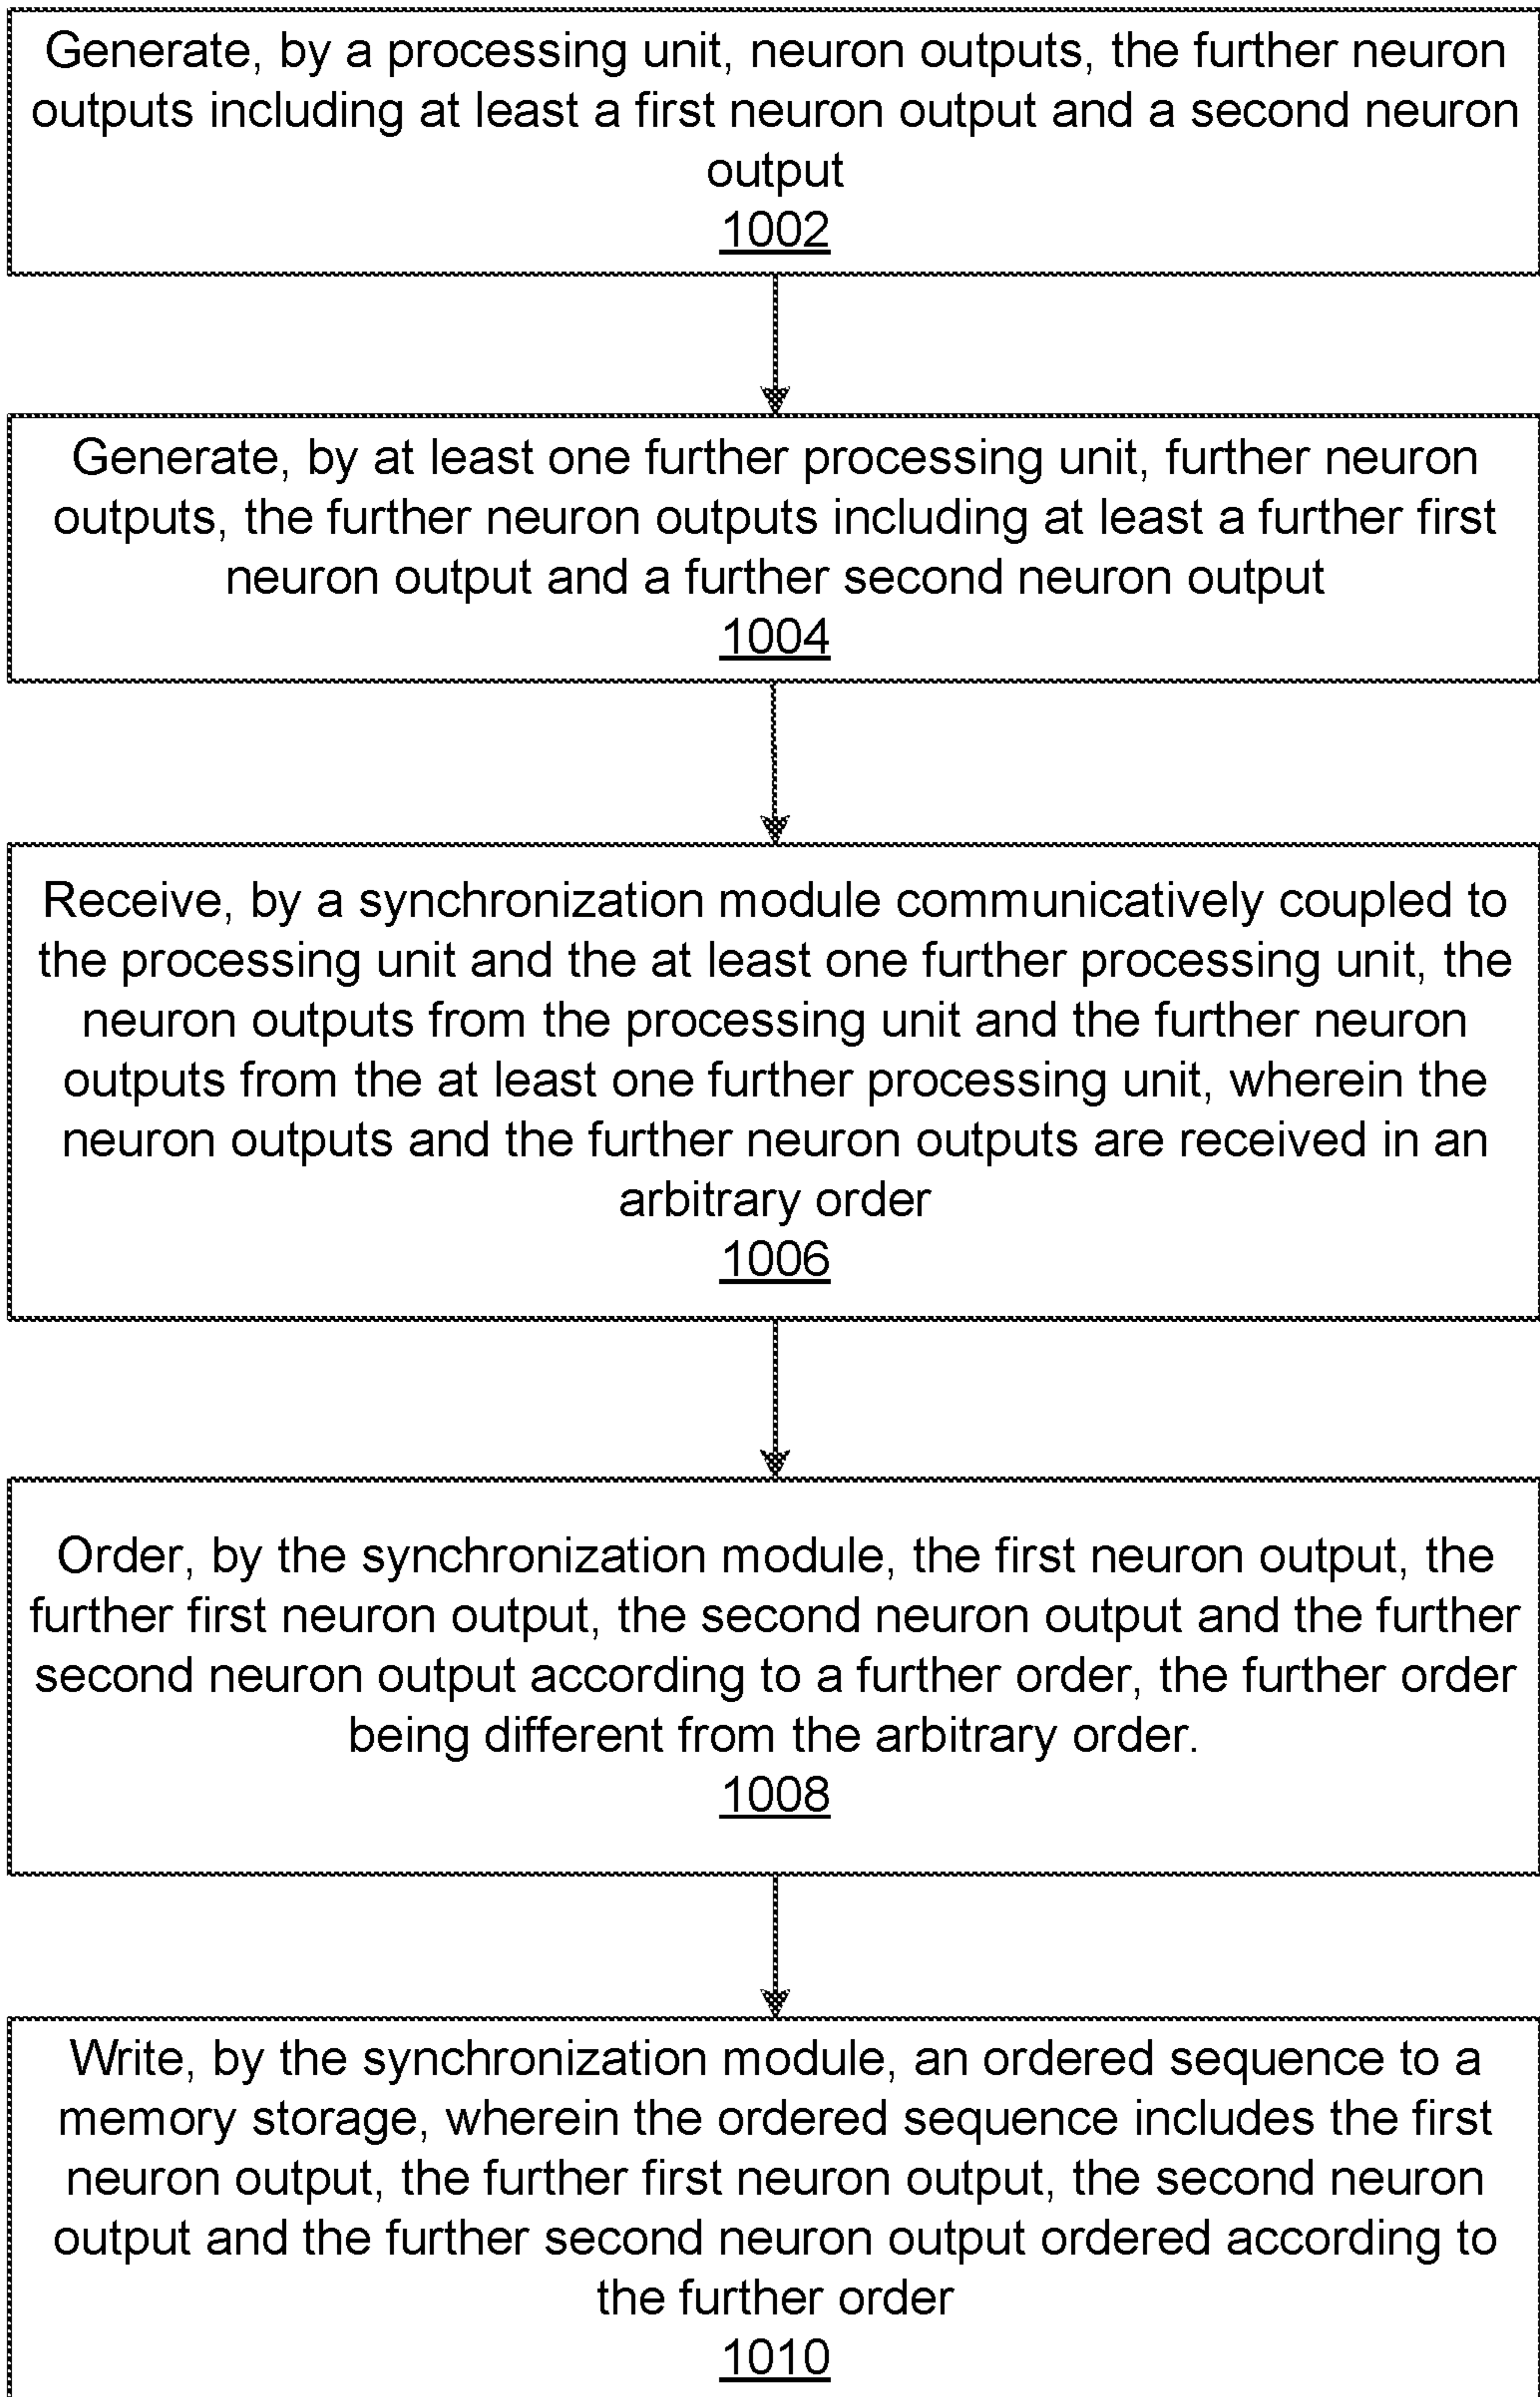 Generate, by a processing unit, neuron outputs, the further neuron
outputs including at least a first neuron output and a second neuron
output
1002
Generate, by at least one further processing unit, further neuron
outputs, the further neuron outputs including at least a further first
neuron output and a further second neuron output
1004
Receive, by a synchronization module communicatively coupled to
the processing unit and the at least one further processing unit, the
neuron outputs from the processing unit and the further neuron
outputs from the at least one further processing unit, wherein the
neuron outputs and the further neuron outputs are received in an
arbitrary order
1006
Order, by the synchronization module, the first neuron output, the
further first neuron output, the second neuron output and the further
second neuron output according to a further order, the further order
being different from the arbitrary order.
1008
Write, by the synchronization module, an ordered sequence to a
memory storage, wherein the ordered sequence includes the first
neuron output, the further first neuron output, the second neuron
output and the further second neuron output ordered according to
the further order
1010